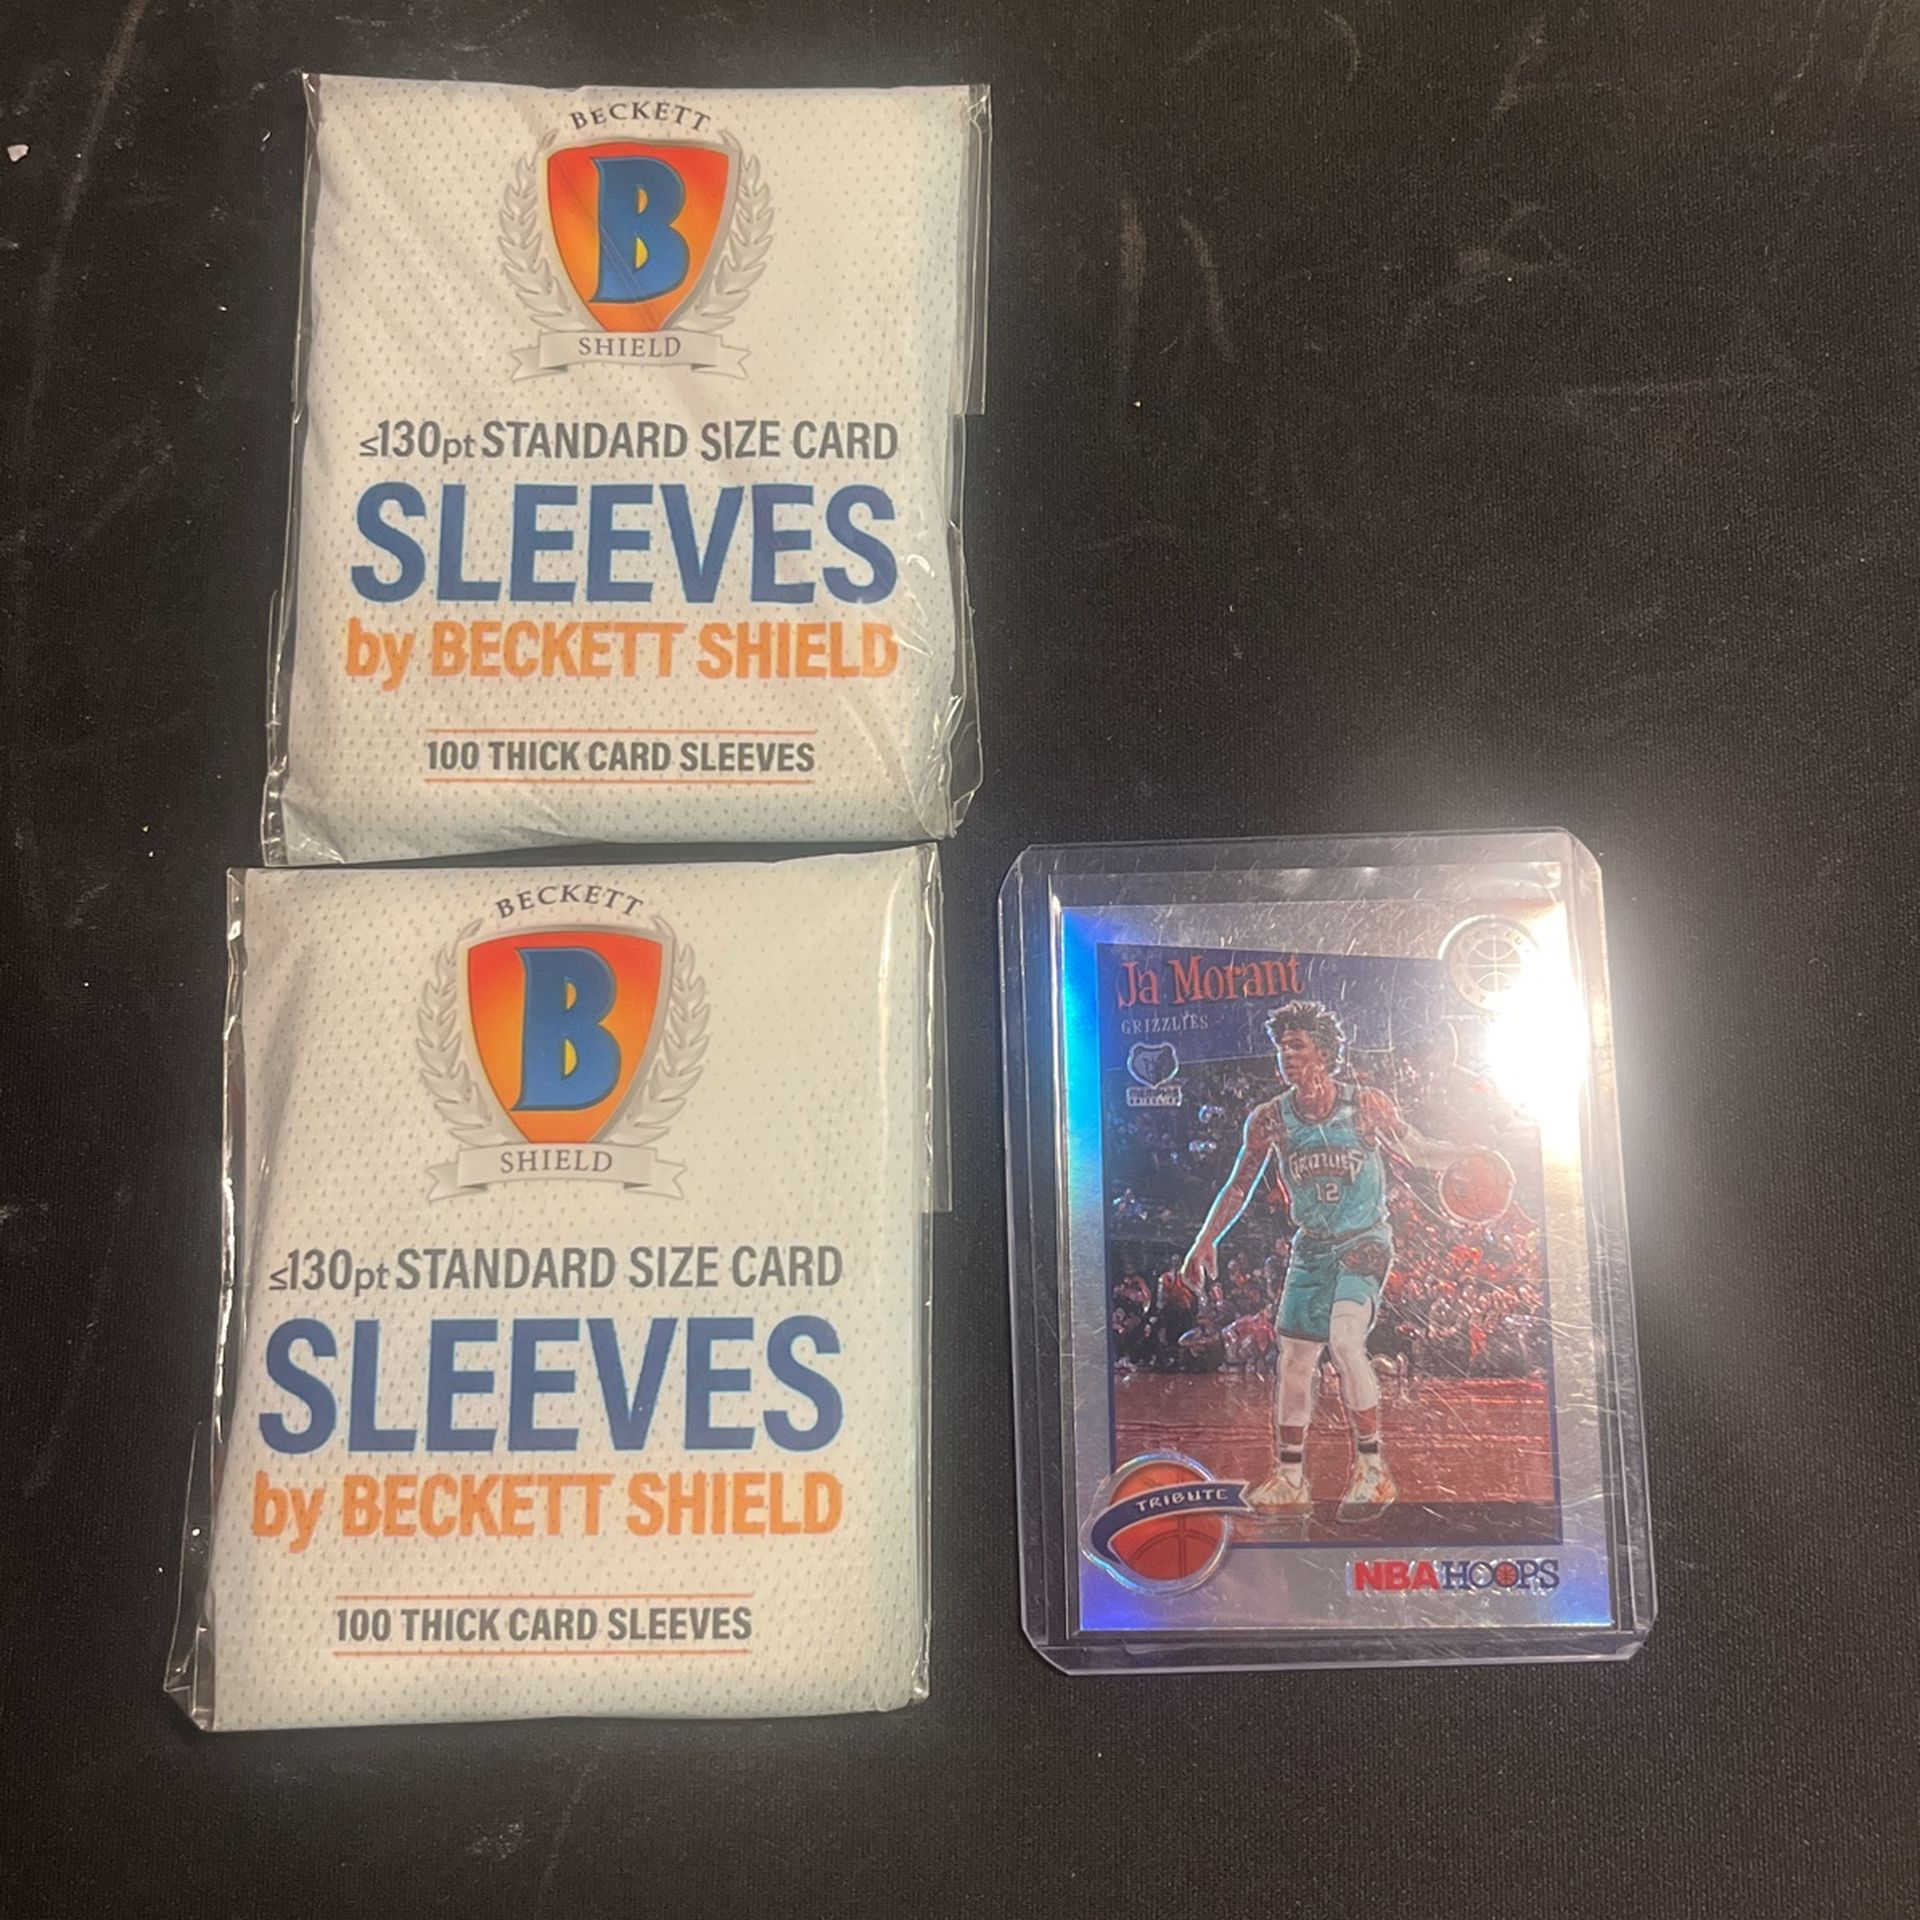 BECKETT
B
SHIELD
≤130pt STANDARD SIZE CARD
SLEEVES
by BECKETT SHIELD
100 THICK CARD SLEEVES
BECKETT
B
SHIELD
≤130pt STANDARD SIZE CARD
SLEEVES
by BECKETT SHIELD
100 THICK CARD SLEEVES
Ja Morant
GRIZZLIES
GRIZZLIES
12
TRIBUTE
NBA HOOPS